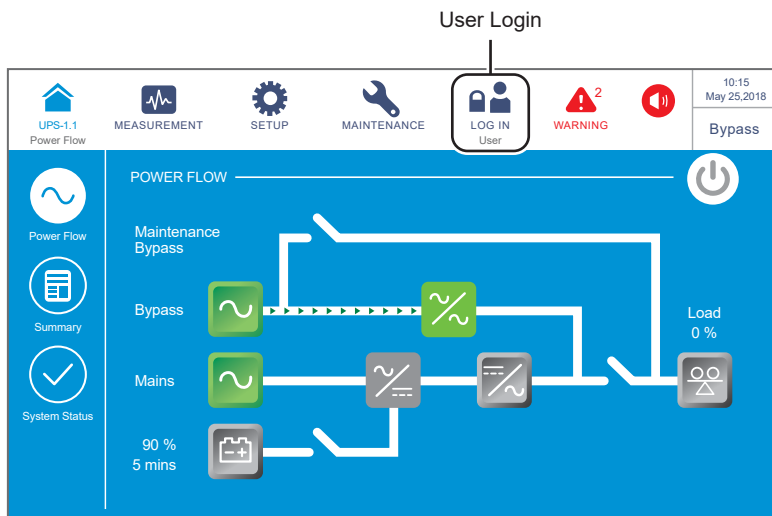 User Login
UPS-1.1
Power Flow
MEASUREMENT
SETUP
MAINTENANCE
LOG IN
User
2
WARNING
10:15
May 25,2018
Bypass
POWER FLOW
Power Flow
Summary
System Status
Maintenance
Bypass
Bypass
Mains
90 %
5 mins
Load
0 %